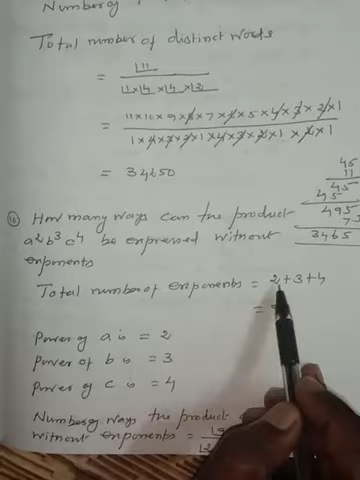 Number of
Total number of distinct words
= ⌊11 / ⌊1 × ⌊4 × ⌊4 × ⌊2
= 11×10×9×8×7×6×5×4×3×2×1 / 1×4×3×2×1×4×3×2×1×2×1
= 34650
45
11
45
45
495
7
3465
How many ways can the product
a²b³c⁴ be expressed without
exponents
Total number of exponents = 2+3+4
=
Power of a is = 2
Power of b is = 3
Power of c is = 4
Number of ways the product
without exponents = ⌊9